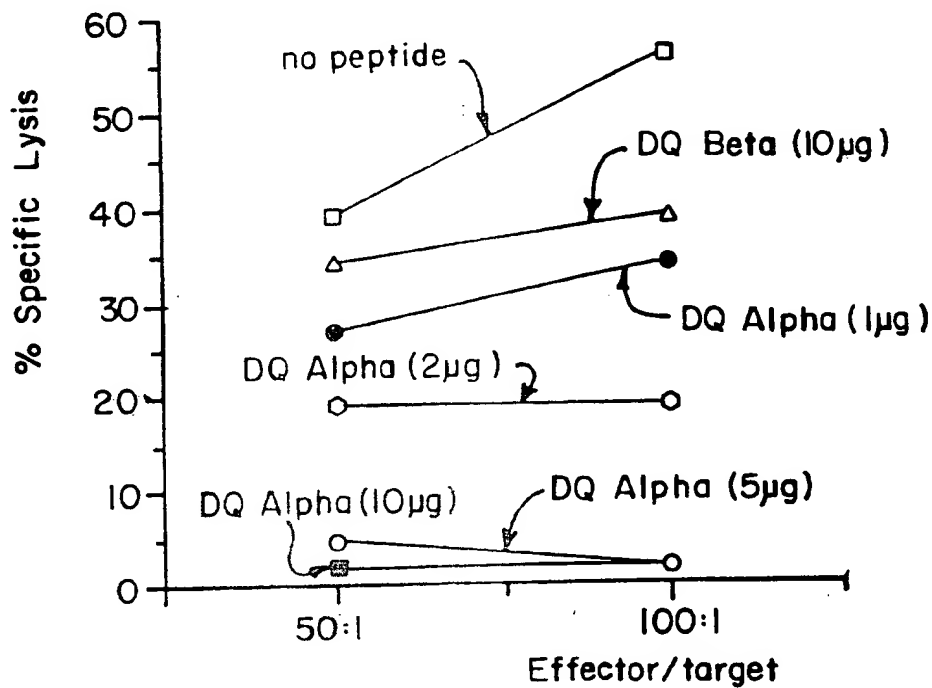 60
50
40
30
20
10
0
% Specific Lysis
no peptide
DQ Beta (10µg)
DQ Alpha (1µg)
DQ Alpha (2µg)
DQ Alpha (10µg)
DQ Alpha (5µg)
50:1
100:1
Effector/target